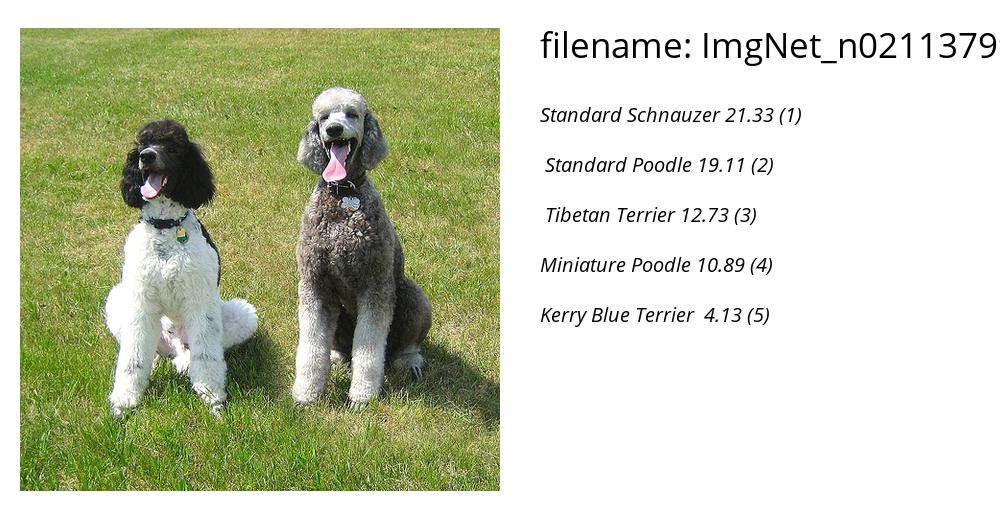 filename: ImgNet_n0211379
Standard Schnauzer 21.33 (1)
Standard Poodle 19.11 (2)
Tibetan Terrier 12.73 (3)
Miniature Poodle 10.89 (4)
Kerry Blue Terrier 4.13 (5)